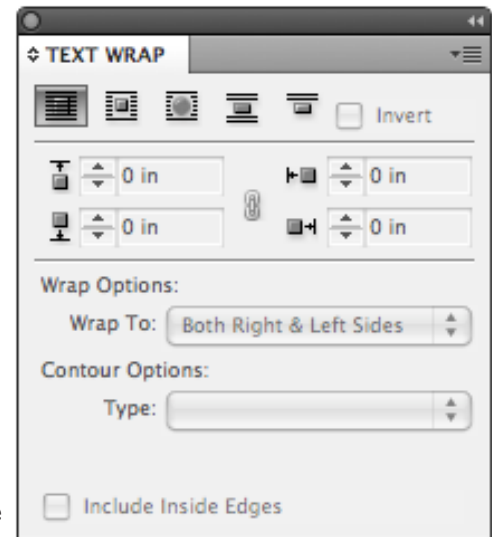 TEXT WRAP
Invert
0 in 0 in
0 in 0 in
Wrap Options:
Wrap To: Both Right & Left Sides
Contour Options:
Type:
e
Include Inside Edges